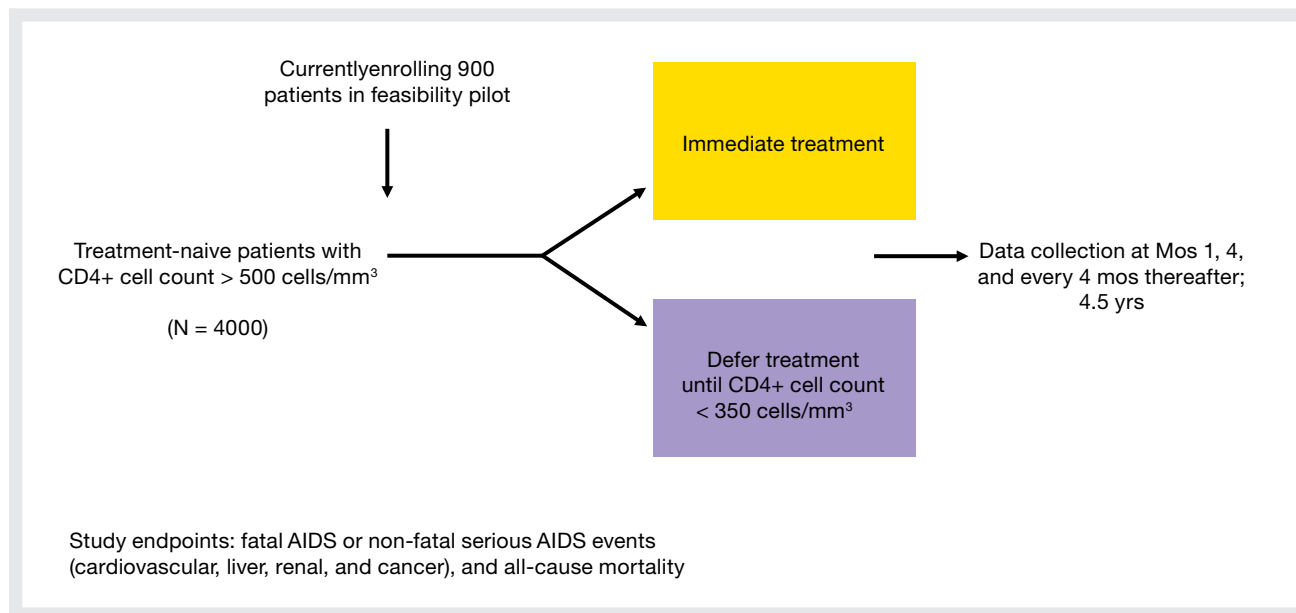 Currentlyenrolling 900
patients in feasibility pilot
Immediate treatment
Treatment-naive patients with
CD4+ cell count > 500 cells/mm³
(N = 4000)
Data collection at Mos 1, 4,
and every 4 mos thereafter;
4.5 yrs
Defer treatment
until CD4+ cell count
< 350 cells/mm³
Study endpoints: fatal AIDS or non-fatal serious AIDS events
(cardiovascular, liver, renal, and cancer), and all-cause mortality